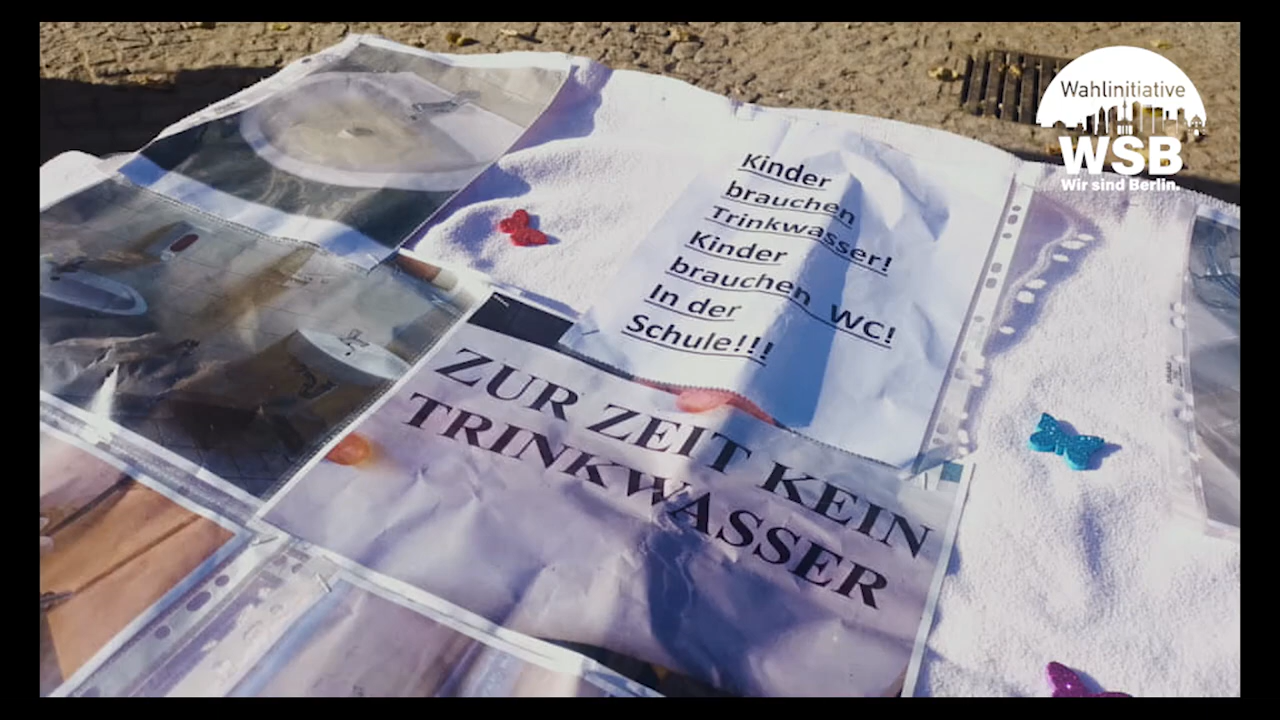 Wahlinitiative
WSB
Wir sind Berlin.
Kinder
brauchen
Trinkwasser!
Kinder
brauchen WC!
In der
Schule!!!
ZUR ZEIT KEIN
TRINKWASSER